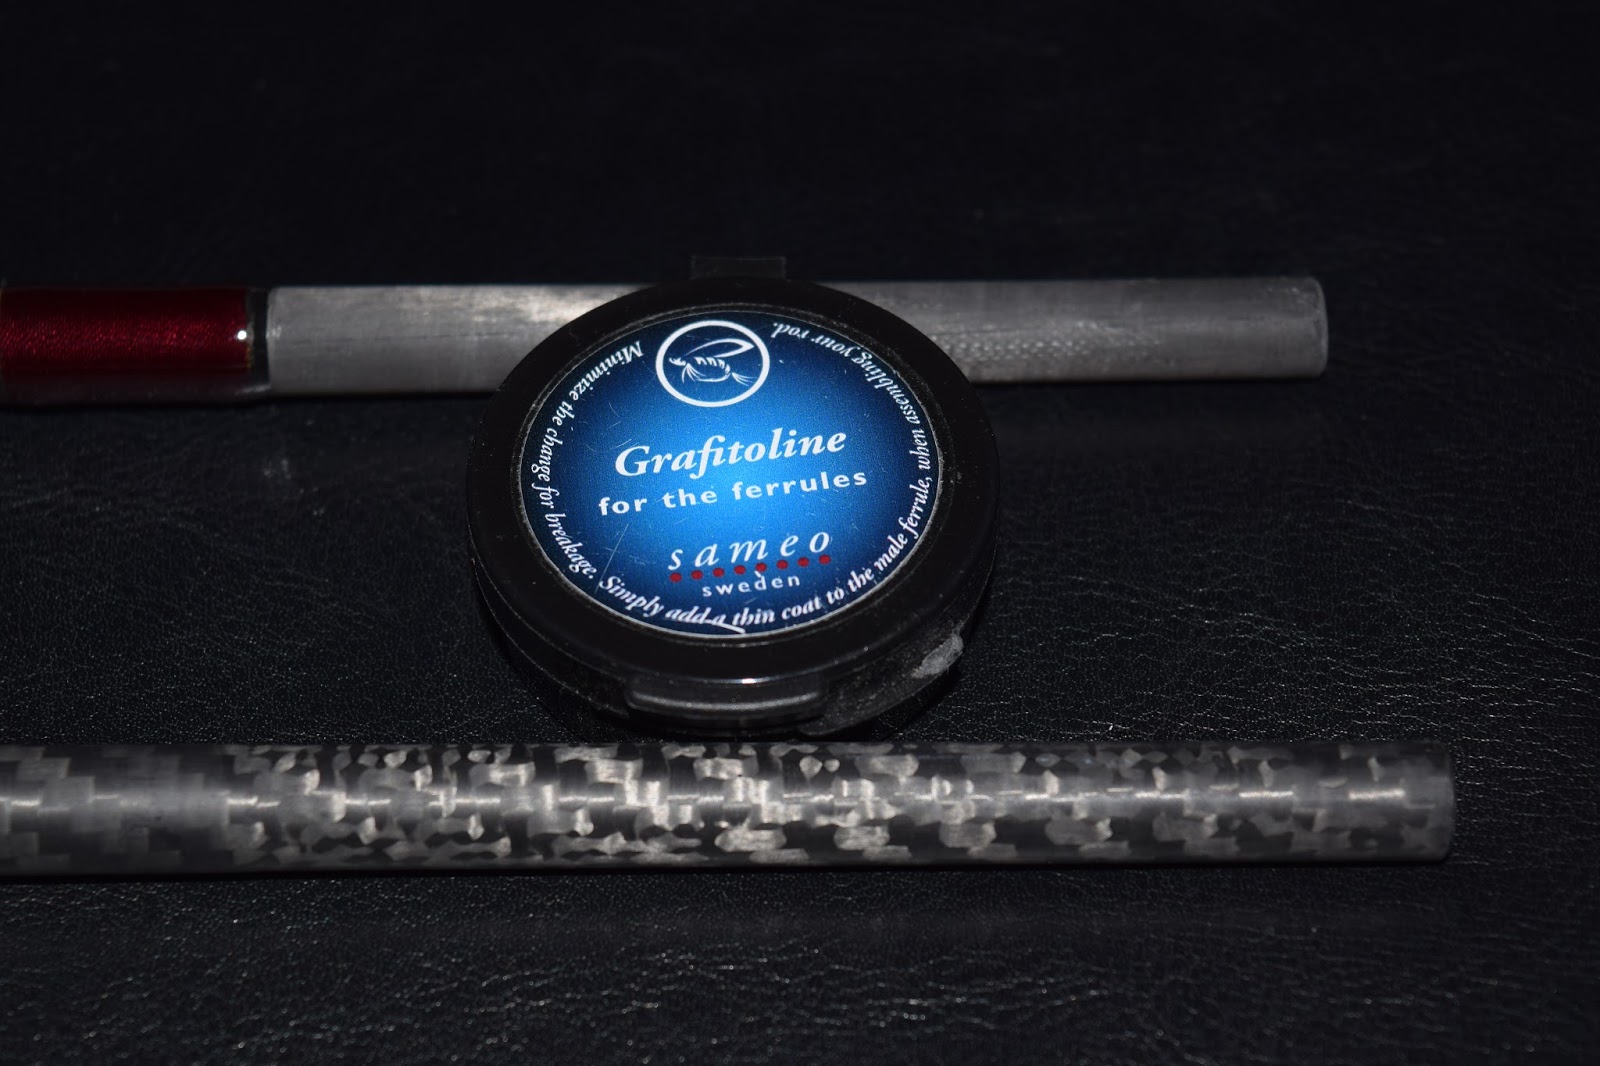 Grafitoline
for the ferrules
sameo
sweden
Minimize the change for breakage. Simply add a thin coat to the male ferrule, when assembling your rod.